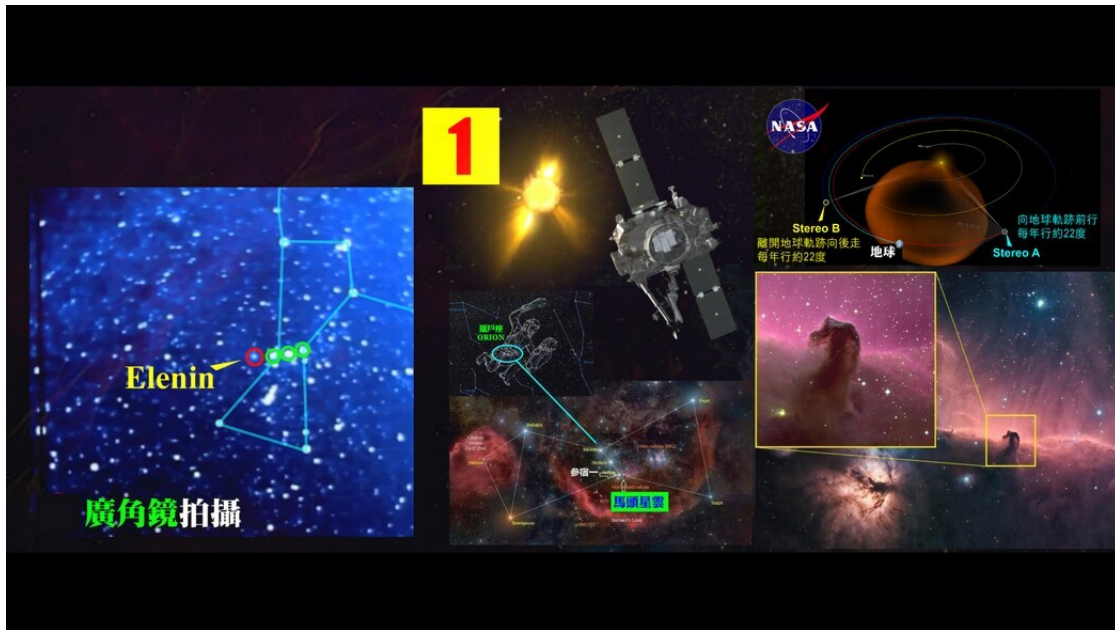 1
NASA
Stereo B
離開地球軌跡向後走
每年行約22度
地球
向地球軌跡前行
每年行約22度
Stereo A
Elenin
廣角鏡拍攝
獵戶座
ORION
參宿一
馬頭星雲